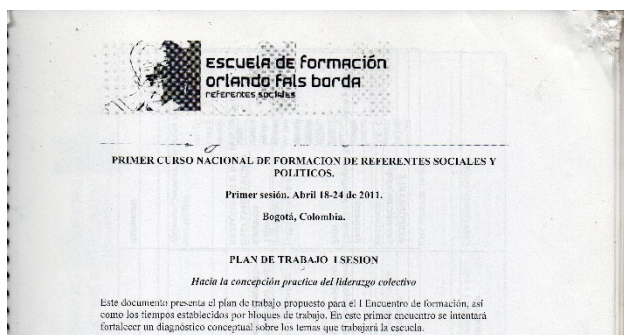 escuela de formación
orlando fals borda
referentes sociales
PRIMER CURSO NACIONAL DE FORMACION DE REFERENTES SOCIALES Y
POLITICOS.
Primer sesión. Abril 18-24 de 2011.
Bogotá, Colombia.
PLAN DE TRABAJO I SESION
Hacia la concepción practica del liderazgo colectivo
Este documento presenta el plan de trabajo propuesto para el I Encuentro de formación, así
como los tiempos establecidos por bloques de trabajo. En este primer encuentro se intentará
fortalecer un diagnóstico conceptual sobre los temas que trabajará la escuela.